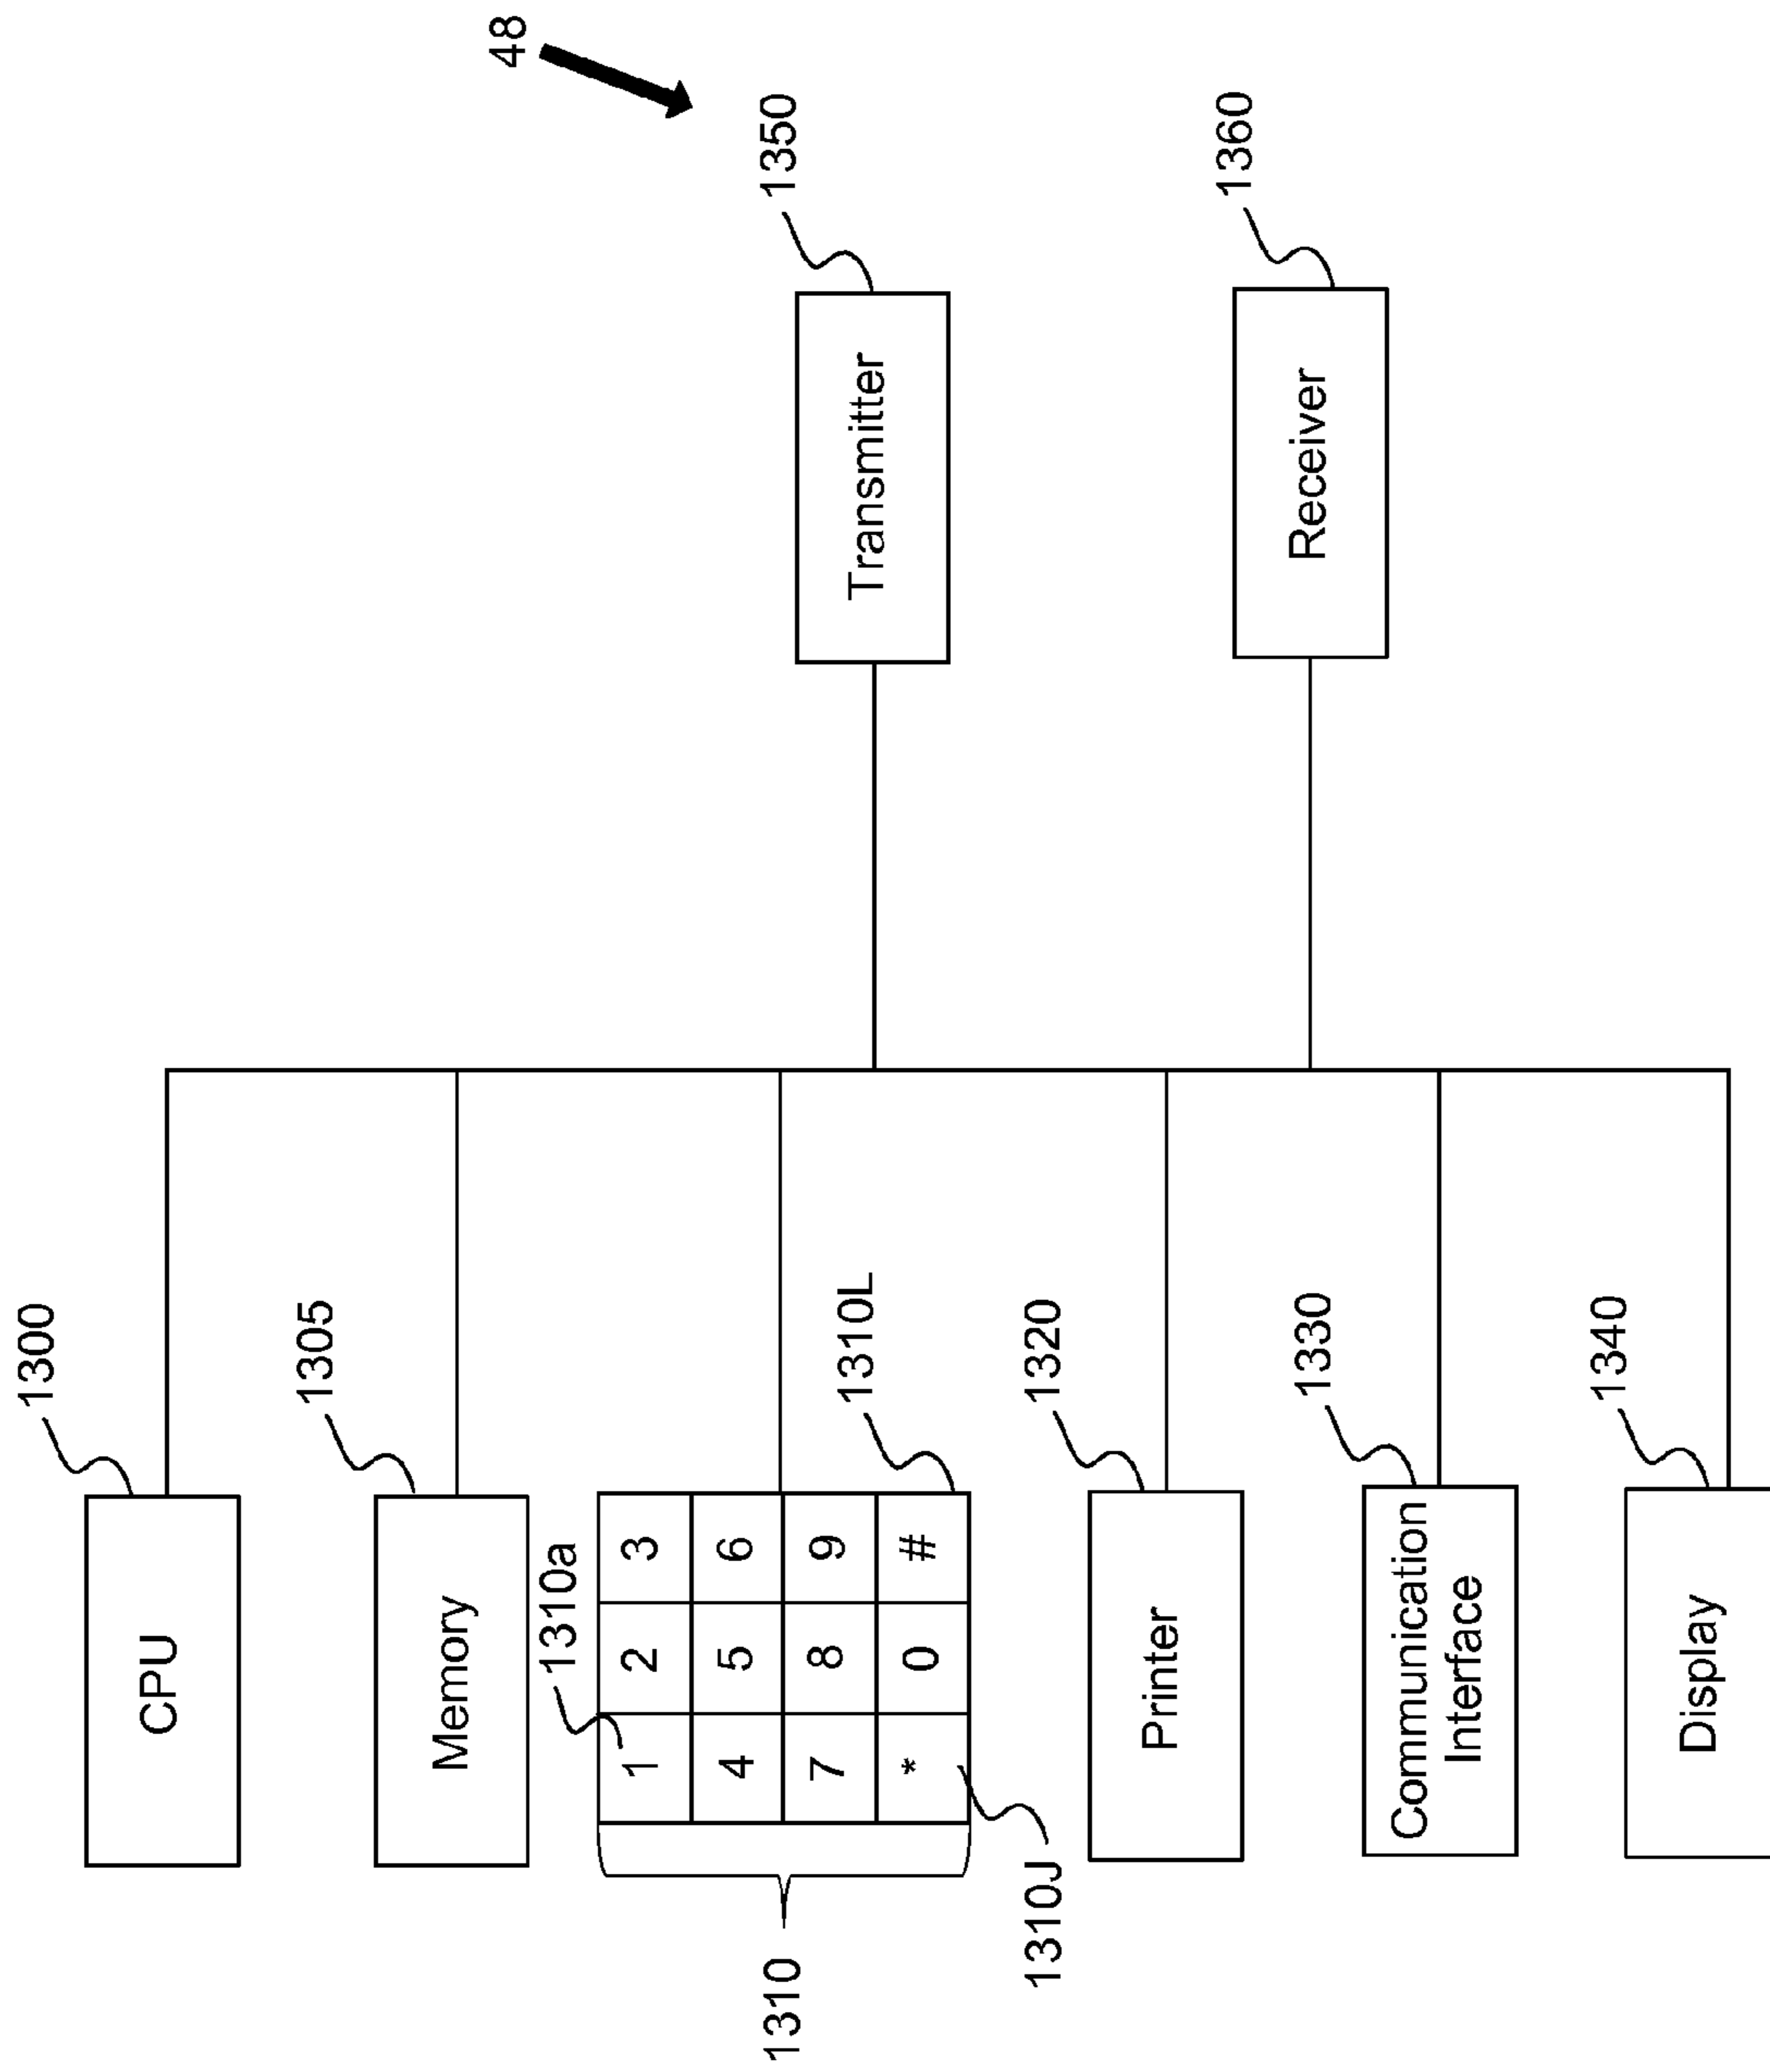 48
1300
CPU
1305
Memory
1310a
1310
1 2 3
4 5 6
7 8 9
* 0 #
1310L
1310J
1320
Printer
1330
Communication
Interface
1340
Display
1350
Transmitter
1360
Receiver